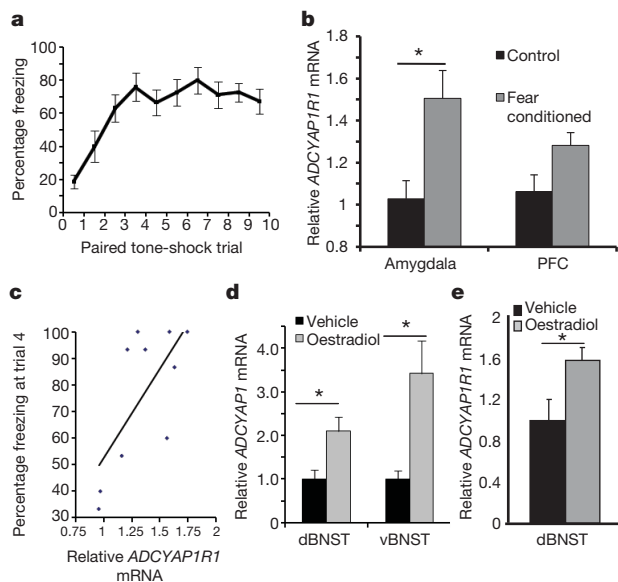 a
Percentage freezing
100
80
60
40
20
0
1 2 3 4 5 6 7 8 9 10
Paired tone-shock trial
b
Relative ADCYAP1R1 mRNA
1.8
1.6
1.4
1.2
1
0.8
*
Control
Fear
conditioned
Amygdala PFC
c
Percentage freezing at trial 4
100
90
80
70
60
50
40
30
0.75 1 1.25 1.5 1.75 2
Relative ADCYAP1R1
mRNA
d
Vehicle
Oestradiol
Relative ADCYAP1 mRNA
4.0
3.0
2.0
1.0
0
*
*
dBNST vBNST
e
Vehicle
Oestradiol
Relative ADCYAP1R1 mRNA
2
1.6
1.2
0.8
0.4
0
*
dBNST